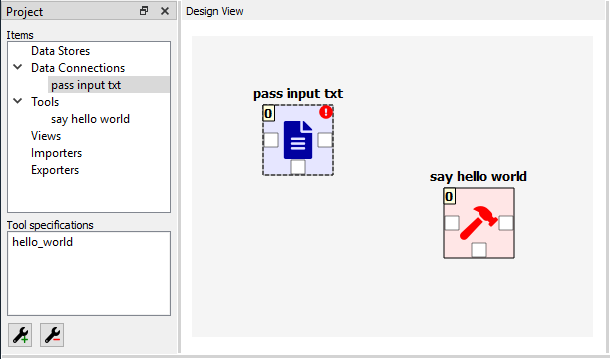 Project
Items
Data Stores
Data Connections
pass input txt
Tools
say hello world
Views
Importers
Exporters
Tool specifications
hello_world
Design View
pass input txt
0
say hello world
0